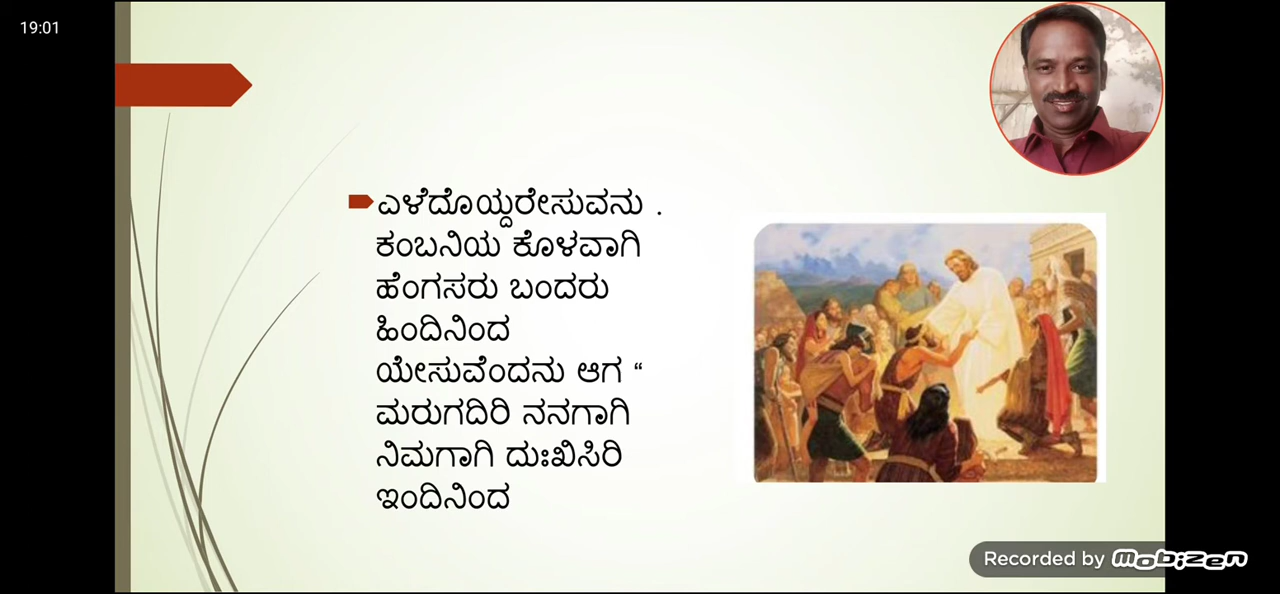 19:01
ಎಳೆದೊಯ್ದರೇಸುವನು .
ಕಂಬನಿಯ ಕೊಳವಾಗಿ
ಹೆಂಗಸರು ಬಂದರು
ಹಿಂದಿನಿಂದ
ಯೇಸುವೆಂದನು ಆಗ “
ಮರುಗದಿರಿ ನನಗಾಗಿ
ನಿಮಗಾಗಿ ದುಃಖಿಸಿರಿ
ಇಂದಿನಿಂದ
Recorded by Mobizen